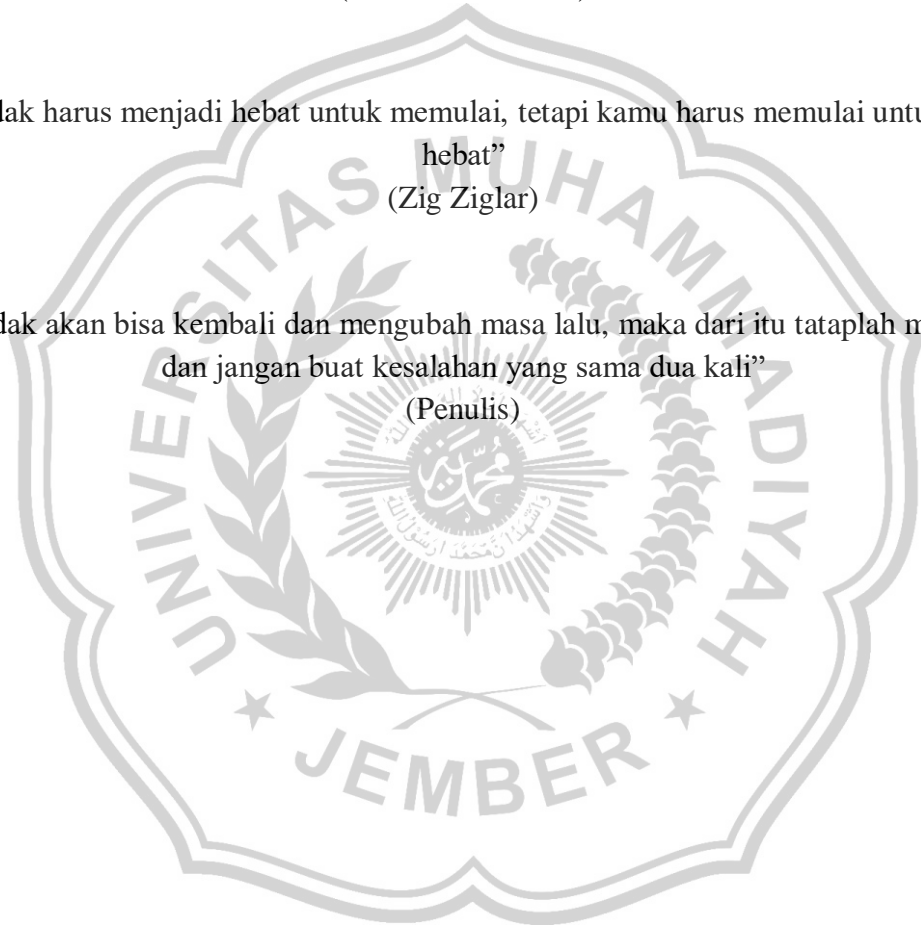 dak harus menjadi hebat untuk memulai, tetapi kamu harus memulai untu
hebat”
(Zig Ziglar)
dak akan bisa kembali dan mengubah masa lalu, maka dari itu tataplah m
dan jangan buat kesalahan yang sama dua kali”
(Penulis)
UNIVERSITAS MUHAMMADIYAH
JEMBER